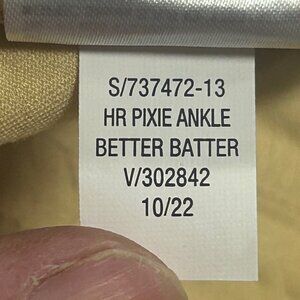 S/737472-13
HR PIXIE ANKLE
BETTER BATTER
V/302842
10/22